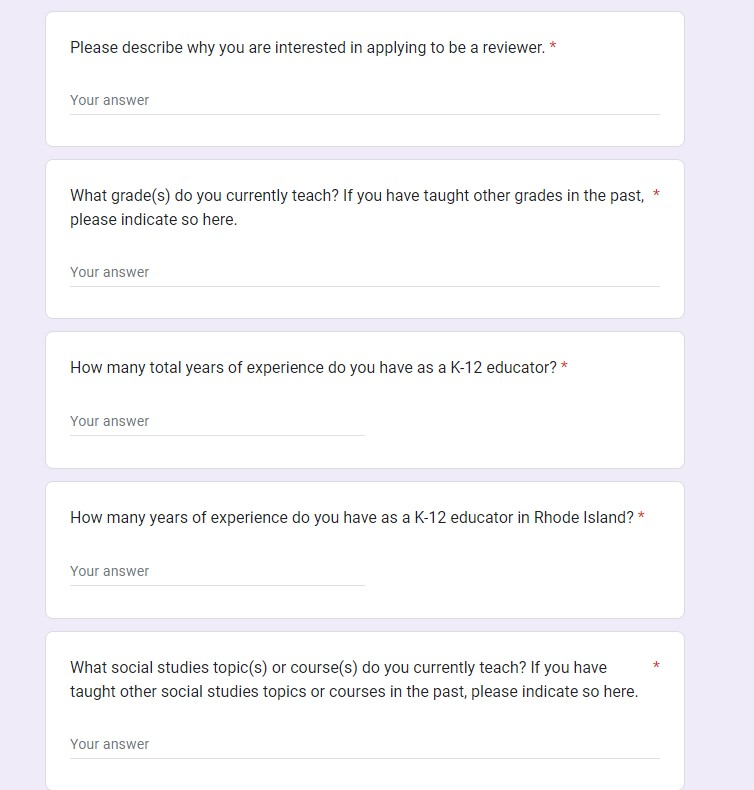 Please describe why you are interested in applying to be a reviewer. *
Your answer
What grade(s) do you currently teach? If you have taught other grades in the past, *
please indicate so here.
Your answer
How many total years of experience do you have as a K-12 educator? *
Your answer
How many years of experience do you have as a K-12 educator in Rhode Island? *
Your answer
What social studies topic(s) or course(s) do you currently teach? If you have *
taught other social studies topics or courses in the past, please indicate so here.
Your answer